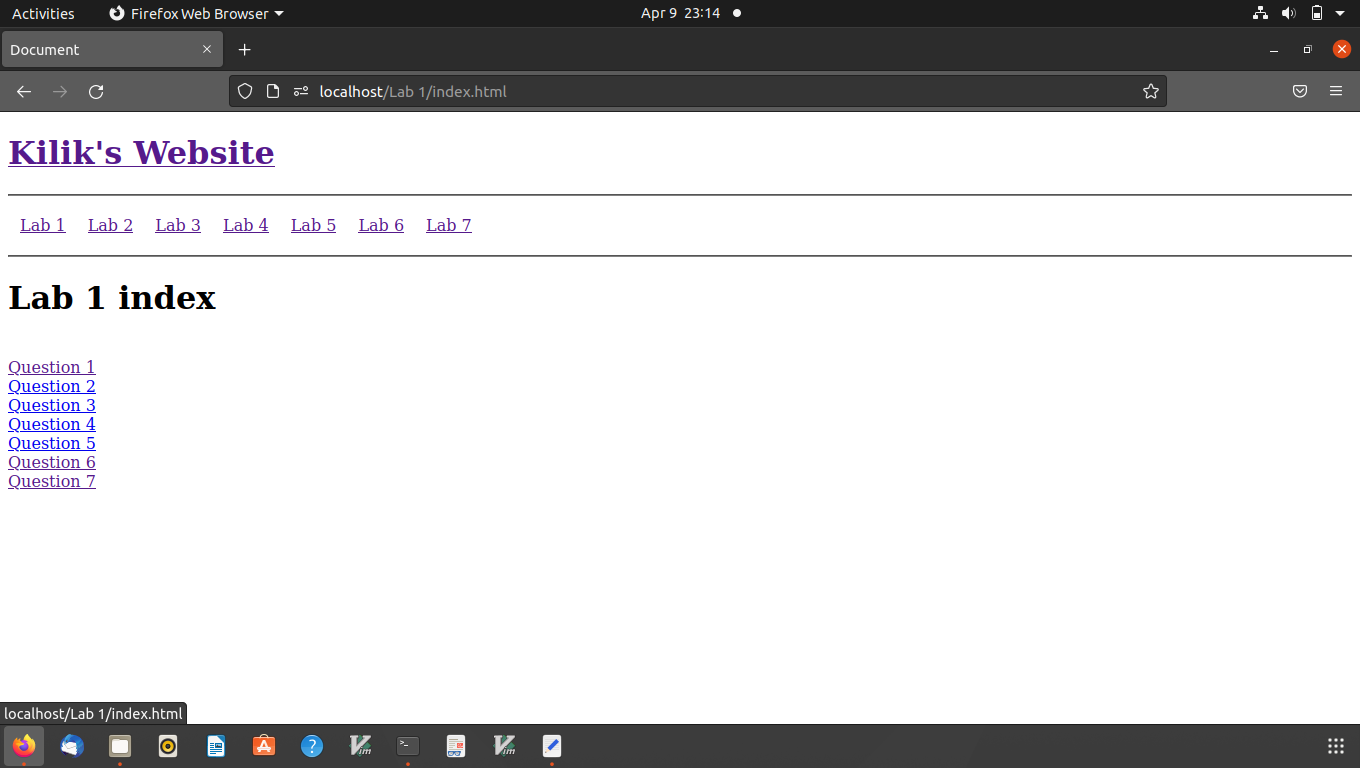 Activities Firefox Web Browser Apr 9 23:14
Document
localhost/Lab 1/index.html
Kilik's Website
Lab 1 Lab 2 Lab 3 Lab 4 Lab 5 Lab 6 Lab 7
Lab 1 index
Question 1
Question 2
Question 3
Question 4
Question 5
Question 6
Question 7
localhost/Lab 1/index.html